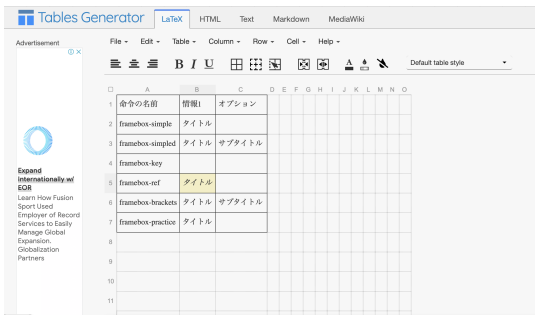 Tables Generator LaTeX HTML Text Markdown MediaWiki
Advertisement
File Edit Table Column Row Cell Help
B I U A Default table style
A B C D E F G H I J K L M N O
1 命令の名前 情報1 オプション
2 framebox-simple タイトル
3 framebox-simpled タイトル サブタイトル
4 framebox-key
5 framebox-ref タイトル
6 framebox-brackets タイトル サブタイトル
7 framebox-practice タイトル
8
9
10
11
Expand
internationally w/
EOR
Learn How Fusion
Sport Used
Employer of Record
Services to Easily
Manage Global
Expansion.
Globalization
Partners